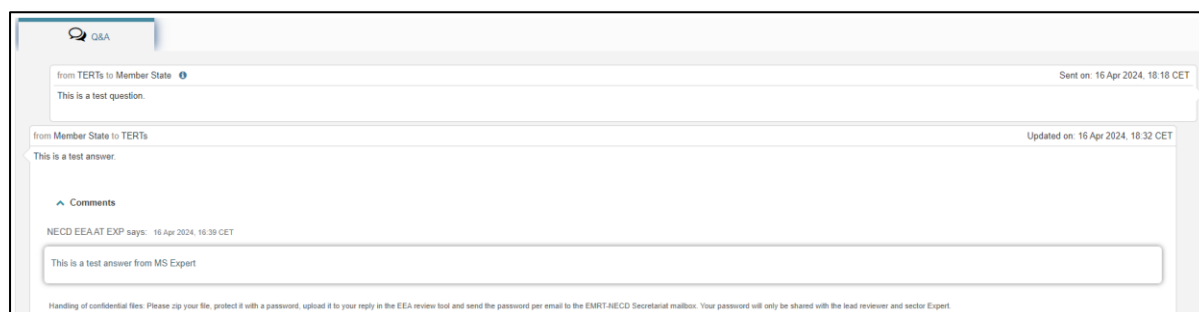 Q&A
from TERTs to Member State
Sent on: 16 Apr 2024, 18:18 CET
This is a test question.
from Member State to TERTs
Updated on: 16 Apr 2024, 18:32 CET
This is a test answer.
Comments
NECD EEAAT EXP says: 16 Apr 2024, 16:39 CET
This is a test answer from MS Expert
Handling of confidential files: Please zip your file, protect it with a password, upload it to your reply in the EEA review tool and send the password per email to the EMRT-NECD Secretariat mailbox. Your password will only be shared with the lead reviewer and sector Expert.